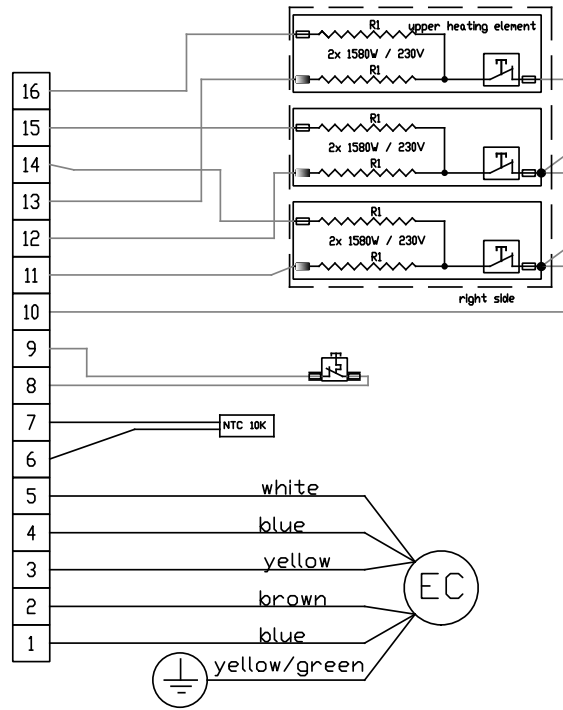 R1 upper heating element
2x 1580W / 230V
R1
16
15
R1
2x 1580W / 230V
R1
14
13
R1
2x 1580W / 230V
R1
12
11
right side
10
9
8
7
NTC 10K
6
5
white
4
blue
3
yellow
EC
2
brown
1
blue
yellow/green